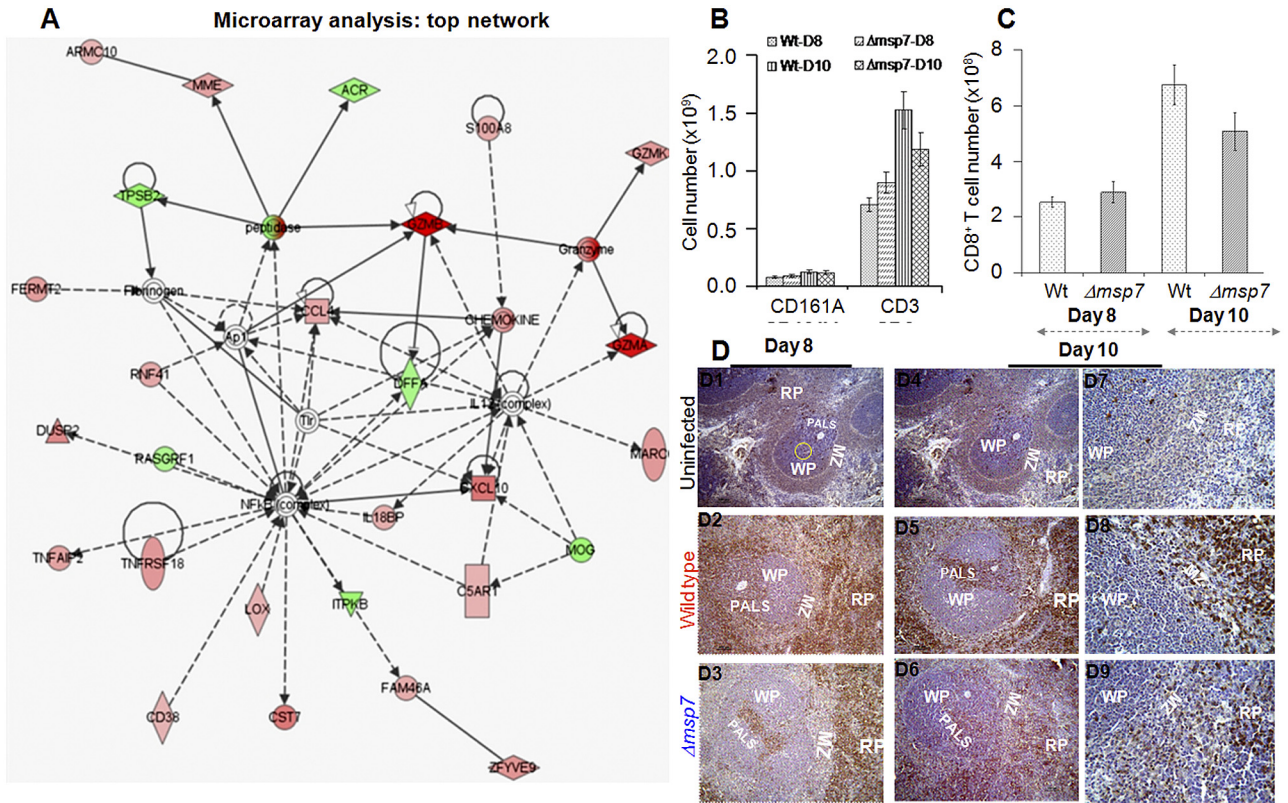 A
Microarray analysis: top network
ARMC10
MME
ACR
S100A8
GZMK
TPSB2
peptidase
GZMB
Granzyme
FERMT2
Fibrinogen
CCL4
CHEMOKINE
Ap1
GZMA
RNF41
DFFA
(complex)
Tlr
DUSP2
RASGRF1
MARCO
NFkB (complex)
CXCL10
IL18BP
TNFAIP2
TNFRSF18
MOG
LOX
ITPKB
C5AR1
FAM46A
CD38
CST7
ZFYVE9
B
Wt-D8
Δmsp7-D8
Wt-D10
Δmsp7-D10
Cell number (x10⁹)
2.0
1.5
1.0
0.5
0
CD161A
CD3
C
CD8⁺ T cell number (x10⁸)
8
6
4
2
0
Wt
Δmsp7
Wt
Δmsp7
Day 8
Day 10
D
Day 8
Day 10
Uninfected
D1
RP
PALS
WP
MZ
D4
WP
MZ
RP
D7
WP
MZ
RP
Wild type
D2
WP
PALS
MZ
RP
D5
PALS
WP
RP
D8
WP
MZ
RP
Δmsp7
D3
WP
PALS
MZ
RP
D6
WP
PALS
MZ
RP
D9
WP
MZ
RP